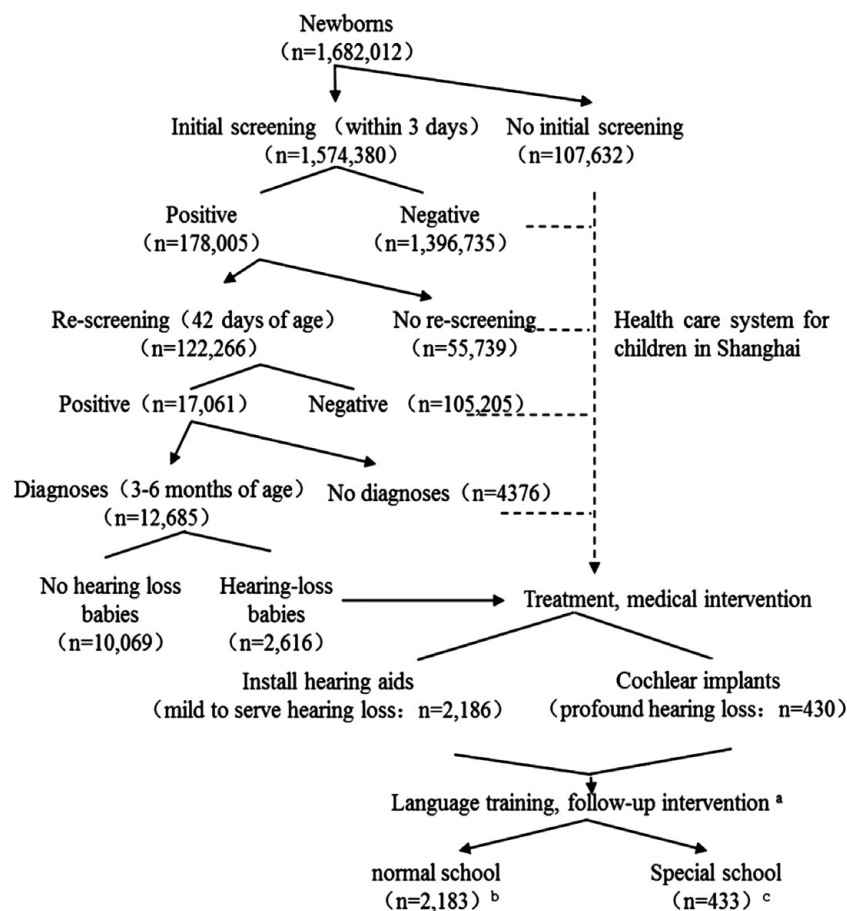 Newborns
（n=1,682,012）
Initial screening （within 3 days） No initial screening
（n=1,574,380） （n=107,632）
Positive Negative
（n=178,005） （n=1,396,735）
Re-screening（42 days of age） No re-screening
（n=122,266） （n=55,739）
Health care system for
children in Shanghai
Positive（n=17,061） Negative （n=105,205）
Diagnoses（3-6 months of age） No diagnoses（n=4376）
（n=12,685）
No hearing loss
babies
（n=10,069）
Hearing-loss
babies
（n=2,616）
Treatment, medical intervention
Install hearing aids
（mild to serve hearing loss：n=2,186）
Cochlear implants
（profound hearing loss：n=430）
Language training, follow-up intervention a
normal school
（n=2,183）b
Special school
（n=433）c